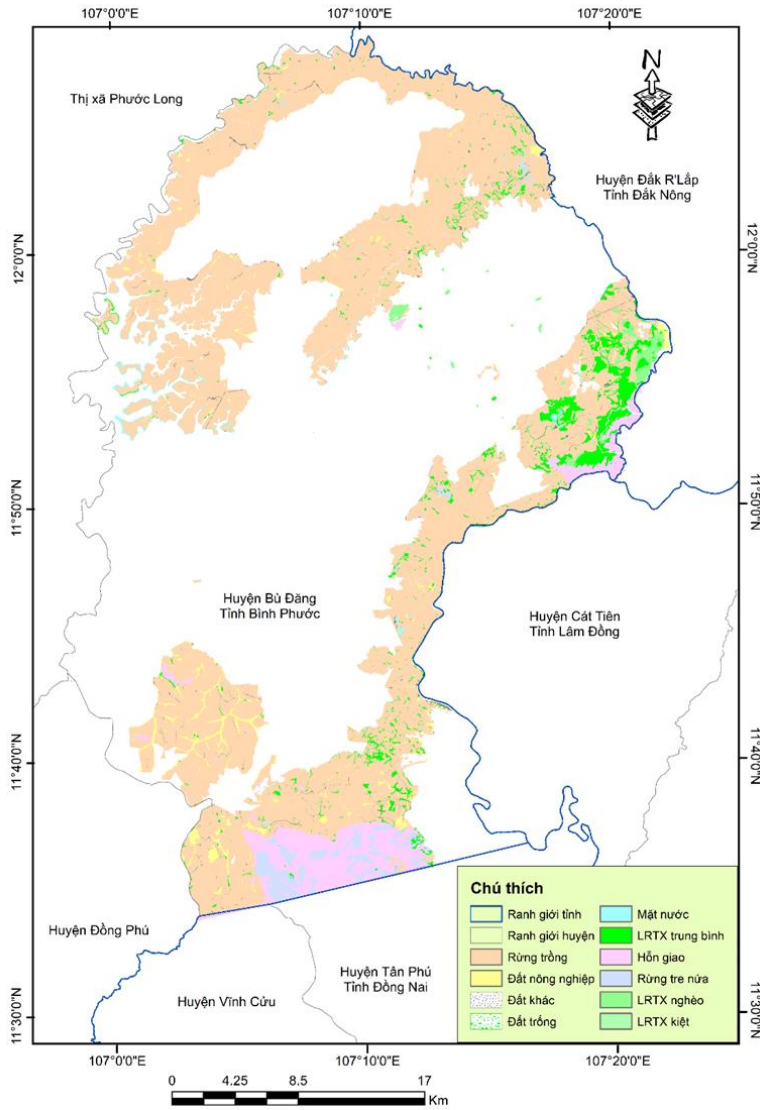 107°0'0"E
107°10'0"E
107°20'0"E
N
Thị xã Phước Long
Huyện Đắk R'Lấp
Tỉnh Đắk Nông
12°0'0"N
12°0'0"N
11°50'0"N
11°50'0"N
Huyện Bù Đăng
Tỉnh Bình Phước
Huyện Cát Tiên
Tỉnh Lâm Đồng
11°40'0"N
11°40'0"N
Huyện Đồng Phú
Huyện Tân Phú
Tỉnh Đồng Nai
Huyện Vĩnh Cửu
11°30'0"N
11°30'0"N
Chú thích
Ranh giới tỉnh
Ranh giới huyện
Rừng trồng
Đất nông nghiệp
Đất khác
Đất trống
Mặt nước
LRTX trung bình
Hỗn giao
Rừng tre nứa
LRTX nghèo
LRTX kiệt
107°0'0"E
107°10'0"E
107°20'0"E
0 4.25 8.5 17
Km